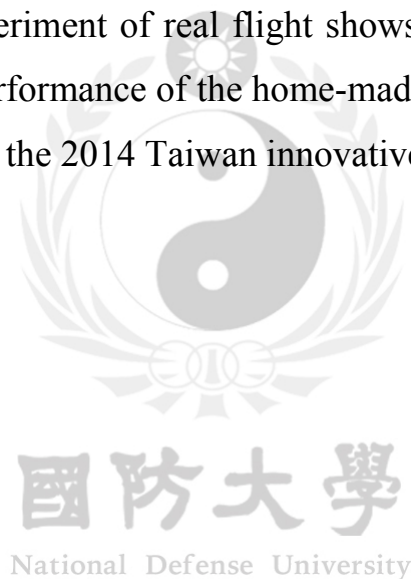 eriment of real flight shows
rformance of the home-mad
the 2014 Taiwan innovative
國防大學
National Defense University